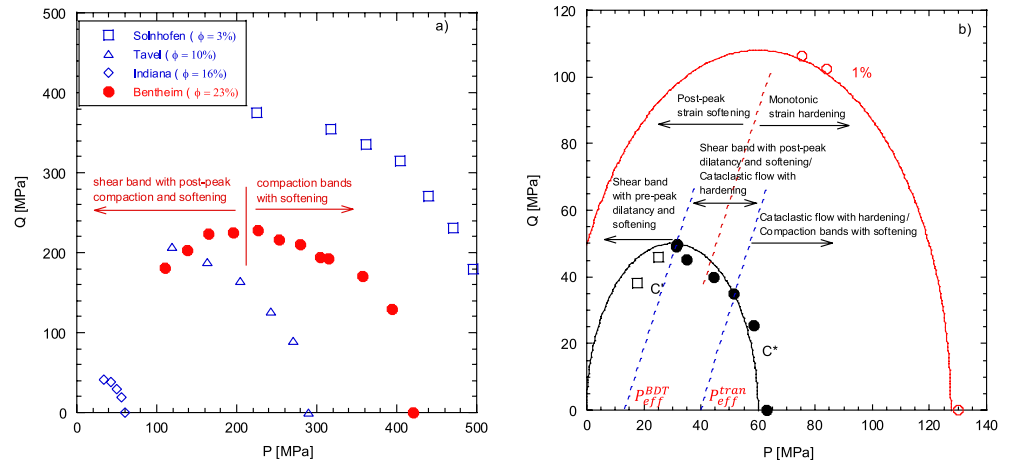 a)
Solnhofen ( ϕ = 3%)
Tavel ( ϕ = 10%)
Indiana ( ϕ = 16%)
Bentheim ( ϕ = 23%)
shear band with post-peak
compaction and softening
compaction bands
with softening
500
400
300
200
100
0
Q [MPa]
0 100 200 300 400 500
P [MPa]
b)
1%
Post-peak
strain softening
Monotonic
strain hardening
Shear band with post-peak
dilatancy and softening/
Cataclastic flow with
hardening
Shear band
with pre-peak
dilatancy and
softening
Cataclastic flow with hardening/
Compaction bands with softening
C'
C*
P_eff^BDT
P_eff^tran
120
100
80
60
40
20
0
Q [MPa]
0 20 40 60 80 100 120 140
P [MPa]